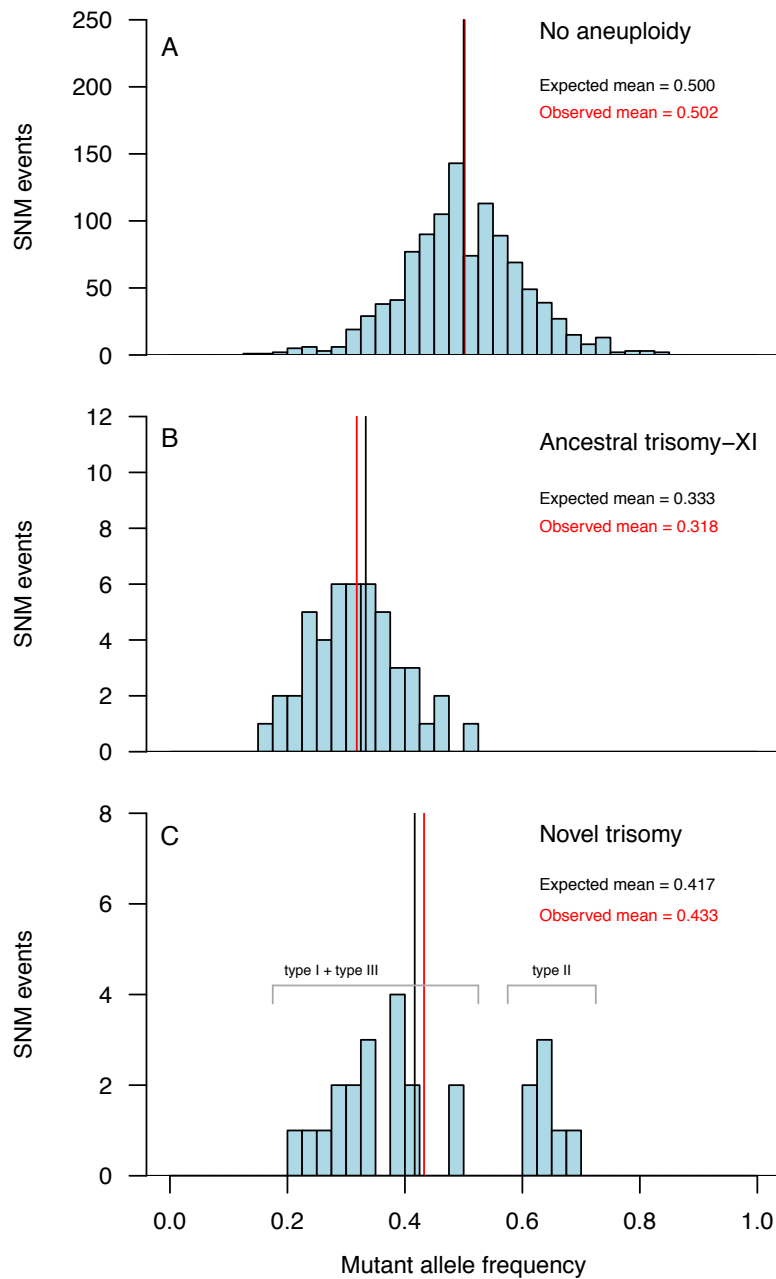 A
No aneuploidy
Expected mean = 0.500
Observed mean = 0.502
SNM events
250
200
150
100
50
0
B
Ancestral trisomy−XI
Expected mean = 0.333
Observed mean = 0.318
SNM events
12
10
8
6
4
2
0
C
Novel trisomy
Expected mean = 0.417
Observed mean = 0.433
type I + type III
type II
SNM events
8
6
4
2
0
0.0 0.2 0.4 0.6 0.8 1.0
Mutant allele frequency